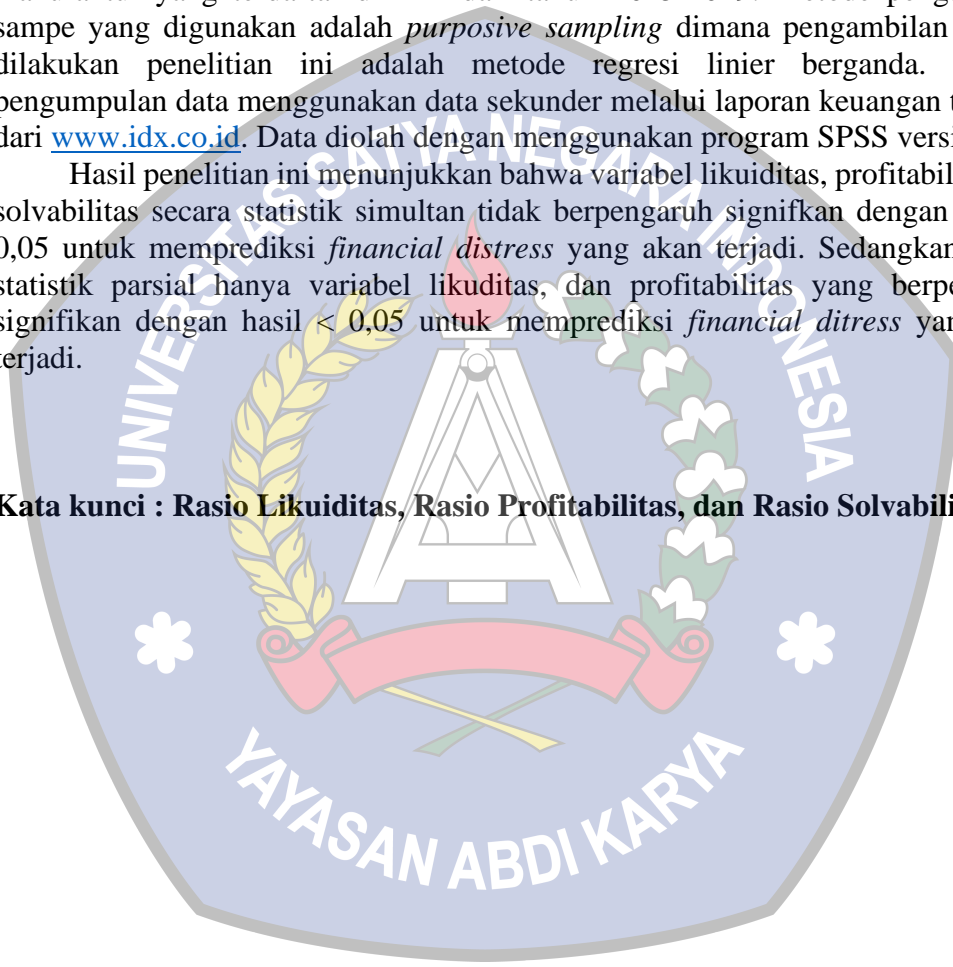 sampe yang digunakan adalah purposive sampling dimana pengambilan
dilakukan penelitian ini adalah metode regresi linier berganda.
pengumpulan data menggunakan data sekunder melalui laporan keuangan
dari www.idx.co.id. Data diolah dengan menggunakan program SPSS versi
Hasil penelitian ini menunjukkan bahwa variabel likuiditas, profitabil
solvabilitas secara statistik simultan tidak berpengaruh signifkan dengan
0,05 untuk memprediksi financial distress yang akan terjadi. Sedangkan
statistik parsial hanya variabel likuditas, dan profitabilitas yang berpe
signifikan dengan hasil < 0,05 untuk memprediksi financial ditress yan
terjadi.
Kata kunci : Rasio Likuiditas, Rasio Profitabilitas, dan Rasio Solvabili
UNIVERSITAS SATYA NEGARA INDONESIA
YAYASAN ABDI KARYA